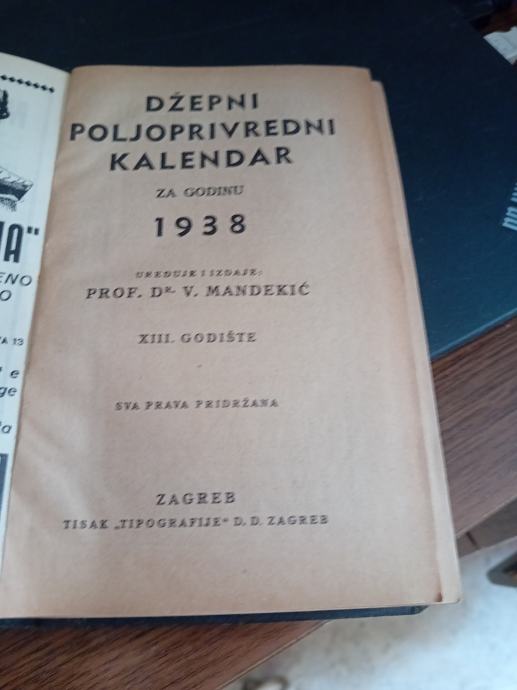 DŽEPNI
POLJOPRIVREDNI
KALENDAR
ZA GODINU
1938
UREĐUJE I IZDAJE:
PROF. DR. V. MANDEKIĆ
XIII. GODIŠTE
SVA PRAVA PRIDRŽANA
ZAGREB
TISAK „TIPOGRAFIJE“ D. D. ZAGREB